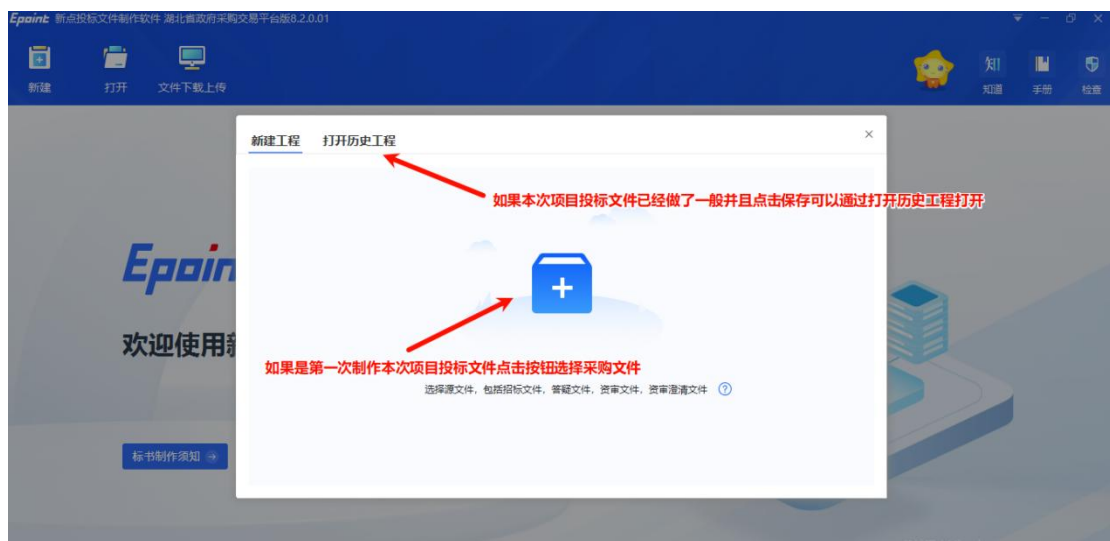 Epoint 新点投标文件制作软件 湖北省政府采购交易平台版8.2.0.01
新建
打开
文件下载上传
知
知道
手册
检查
新建工程
打开历史工程
如果本次项目投标文件已经做了一般并且点击保存可以通过打开历史工程打开
Epoin
欢迎使用新
如果是第一次制作本次项目投标文件点击按钮选择采购文件
选择源文件,包括招标文件,答疑文件,资审文件,资审澄清文件 ?
标书制作须知